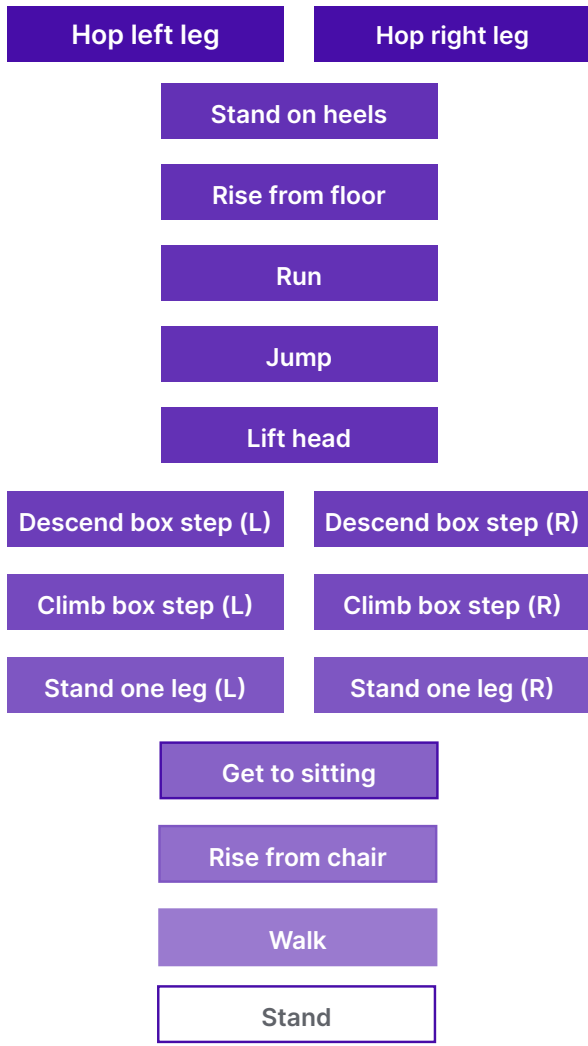 Hop left leg
Hop right leg
Stand on heels
Rise from floor
Run
Jump
Lift head
Descend box step (L)
Descend box step (R)
Climb box step (L)
Climb box step (R)
Stand one leg (L)
Stand one leg (R)
Get to sitting
Rise from chair
Walk
Stand